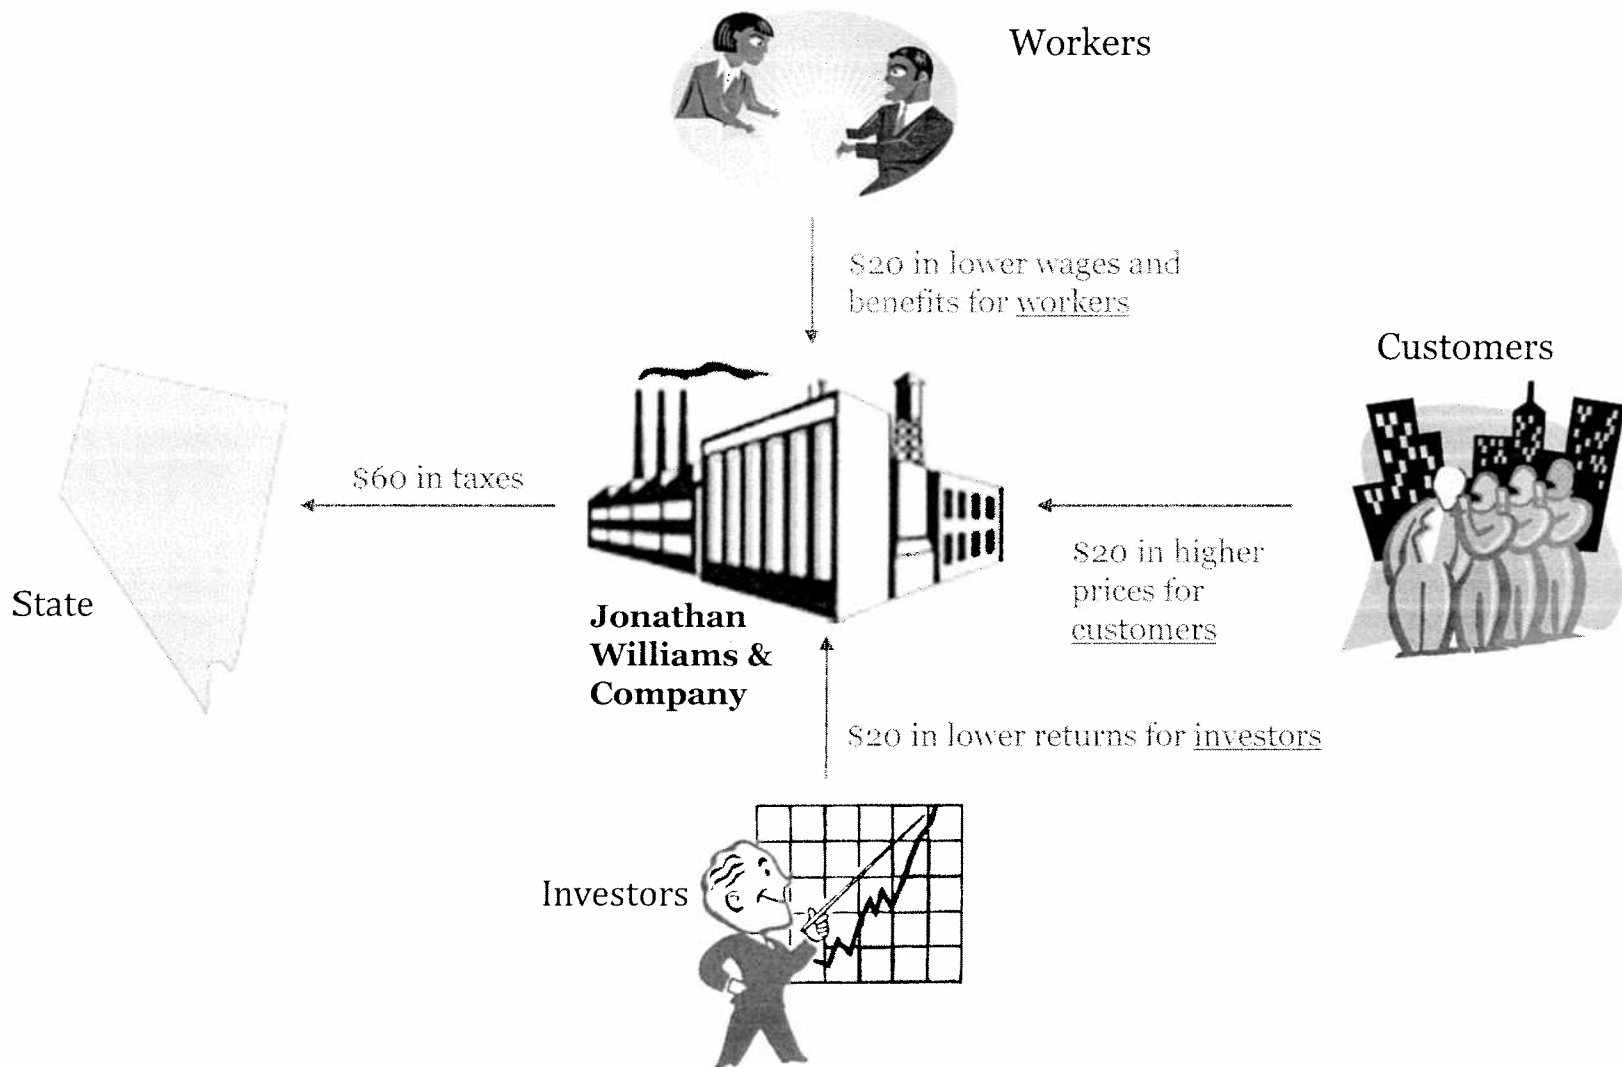 Workers
$20 in lower wages and
benefits for workers
Customers
$60 in taxes
$20 in higher
prices for
customers
State
Jonathan
Williams &
Company
$20 in lower returns for investors
Investors